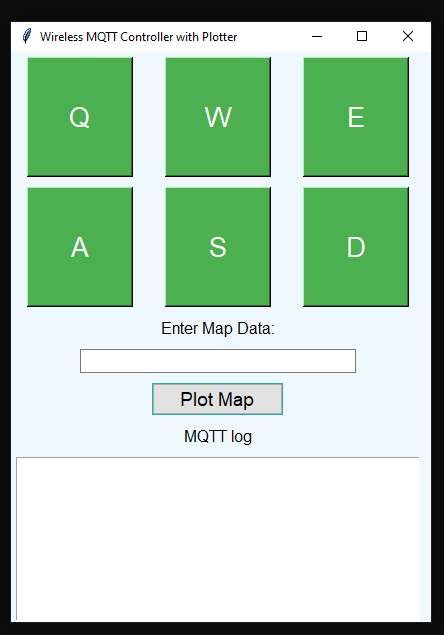 Wireless MQTT Controller with Plotter
Q W E
A S D
Enter Map Data:
Plot Map
MQTT log